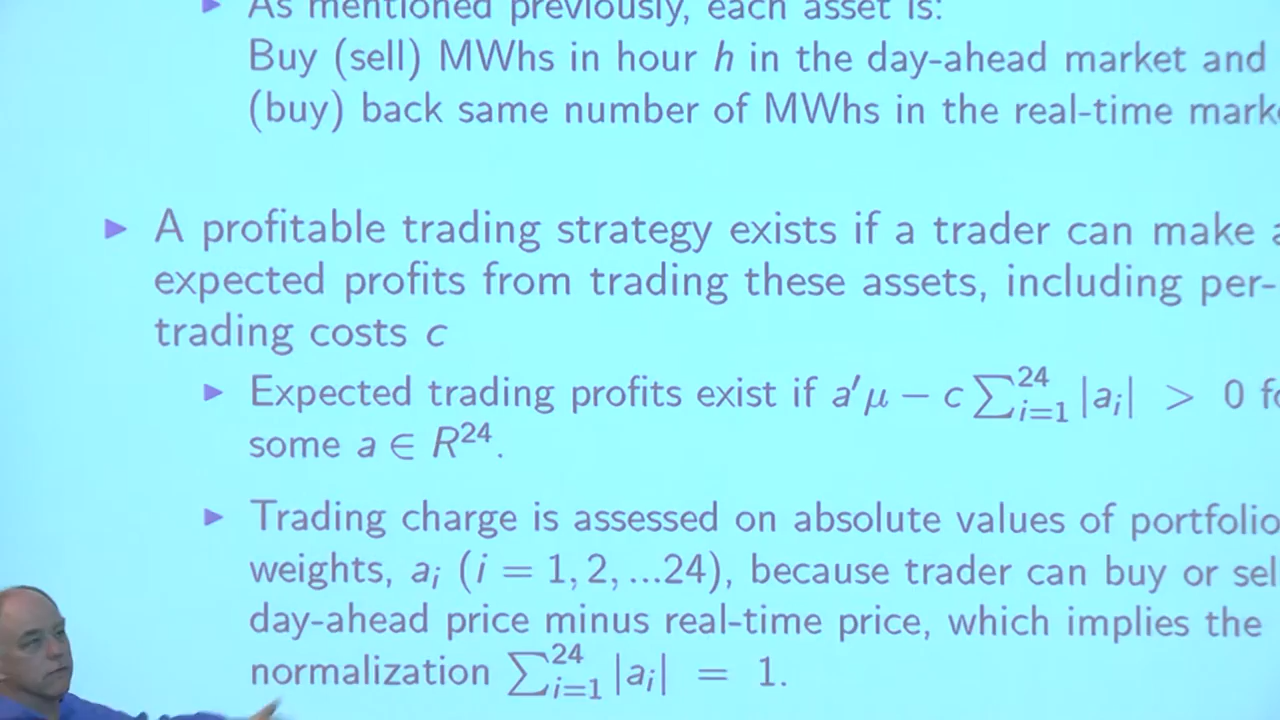 ▶ As mentioned previously, each asset is:
Buy (sell) MWhs in hour h in the day-ahead market and
(buy) back same number of MWhs in the real-time mark
▶ A profitable trading strategy exists if a trader can make
expected profits from trading these assets, including per-
trading costs c
▶ Expected trading profits exist if a′μ − c∑²⁴ᵢ₌₁ |aᵢ| > 0
some a ∈ R²⁴.
▶ Trading charge is assessed on absolute values of portfolio
weights, aᵢ (i = 1, 2, ...24), because trader can buy or sel
day-ahead price minus real-time price, which implies the
normalization ∑²⁴ᵢ₌₁ |aᵢ| = 1.